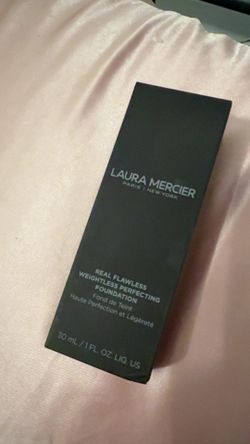 LAURA MERCIER
PARIS | NEW YORK
REAL FLAWLESS
WEIGHTLESS PERFECTING
FOUNDATION
Fond de Teint
Haute Perfection et Légèreté
30 mL / 1 FL. OZ. LIQ. US